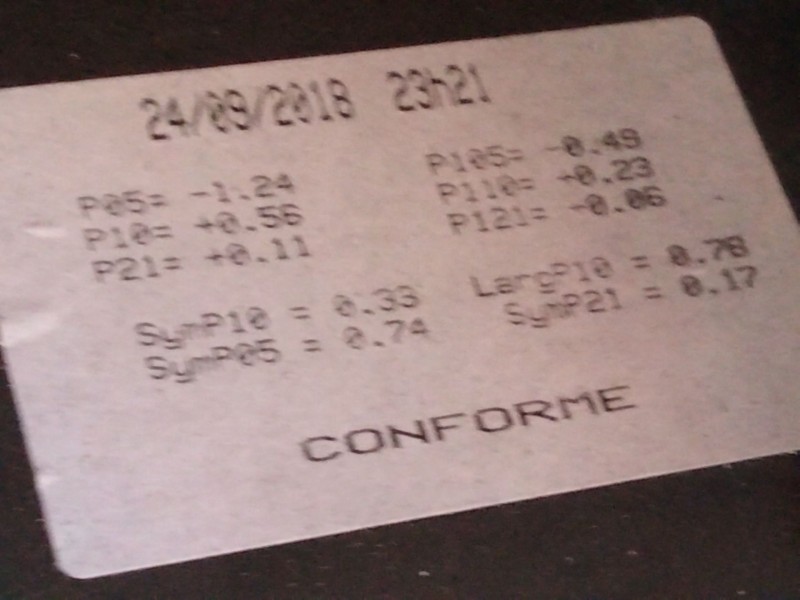 24/09/2018 23h21
P05= -1.24 P105= -0.49
P10= +0.56 P110= +0.23
P21= +0.11 P121= -0.06
SymP10 = 0.33 LargP10 = 0.78
SymP05 = 0.74 SymP21 = 0.17
CONFORME